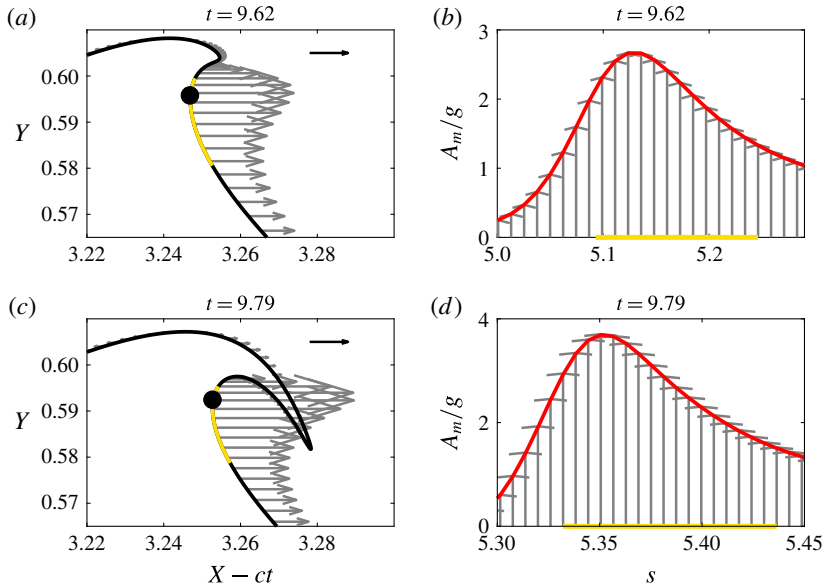 (a) t = 9.62
Y
0.60
0.59
0.58
0.57
3.22 3.24 3.26 3.28
(b) t = 9.62
A_m/g
3
2
1
0
5.0 5.1 5.2
(c) t = 9.79
Y
0.60
0.59
0.58
0.57
3.22 3.24 3.26 3.28
X − ct
(d) t = 9.79
A_m/g
4
2
0
5.30 5.35 5.40 5.45
s